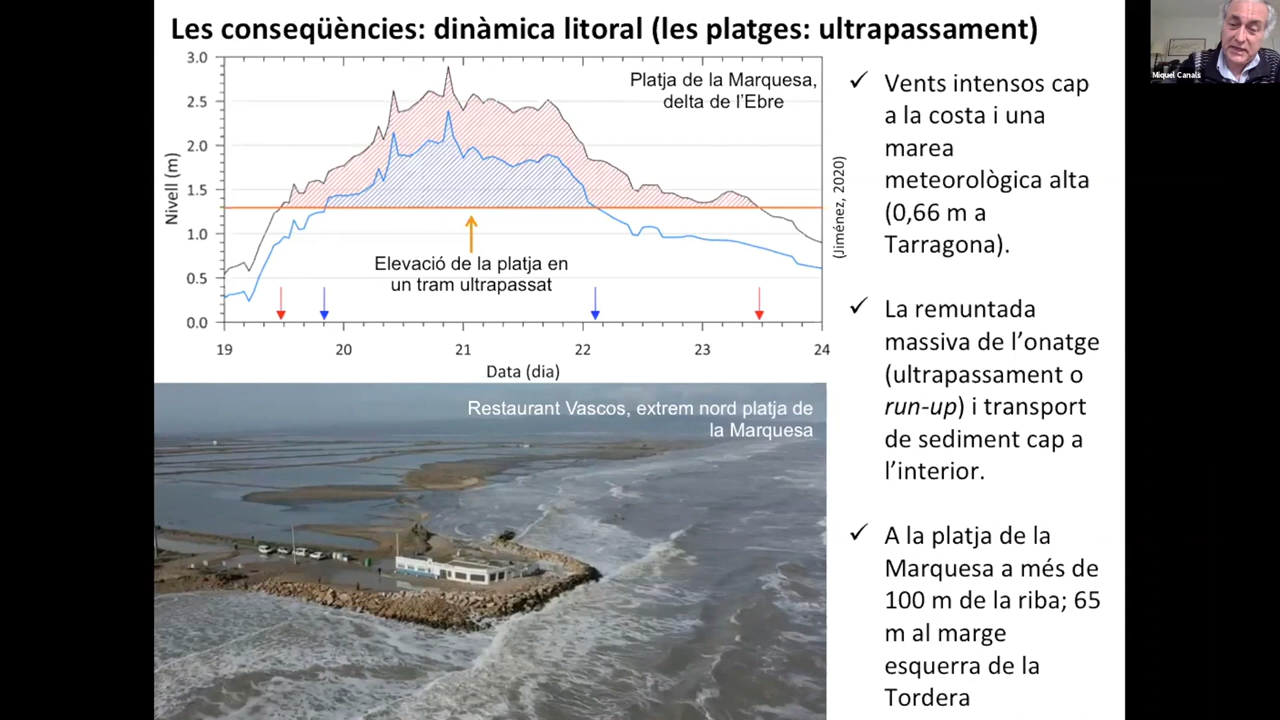 Les conseqüències: dinàmica litoral (les platges: ultrapassament)
Miquel Canals
3.0
2.5
2.0
1.5
1.0
0.5
0.0
Nivell (m)
Platja de la Marquesa,
delta de l'Ebre
Elevació de la platja en
un tram ultrapassat
19
20
21
22
23
24
Data (dia)
(Jiménez, 2020)
Restaurant Vascos, extrem nord platja de
la Marquesa
✓ Vents intensos cap
a la costa i una
marea
meteorològica alta
(0,66 m a
Tarragona).
✓ La remuntada
massiva de l'onatge
(ultrapassament o
run-up) i transport
de sediment cap a
l'interior.
✓ A la platja de la
Marquesa a més de
100 m de la riba; 65
m al marge
esquerra de la
Tordera